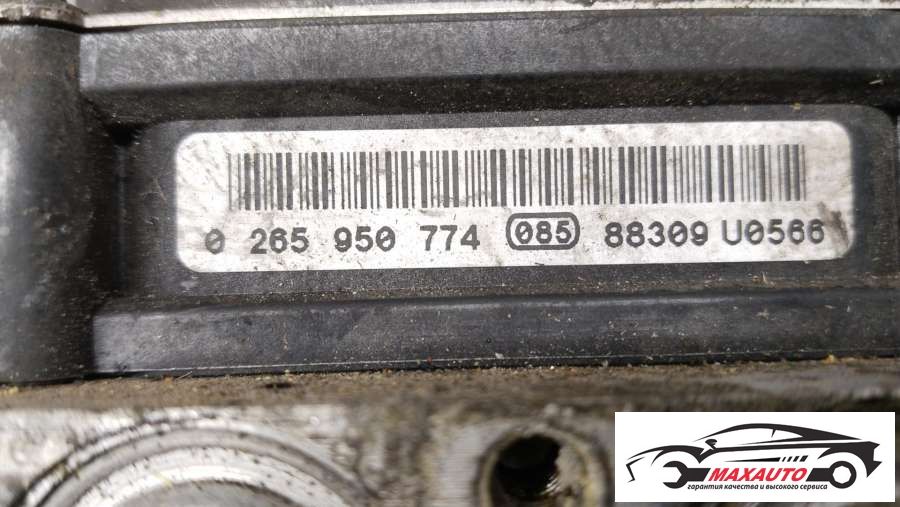 0 265 950 774 085 88309 U0566
MAXAUTO
гарантия качества и высокого сервиса